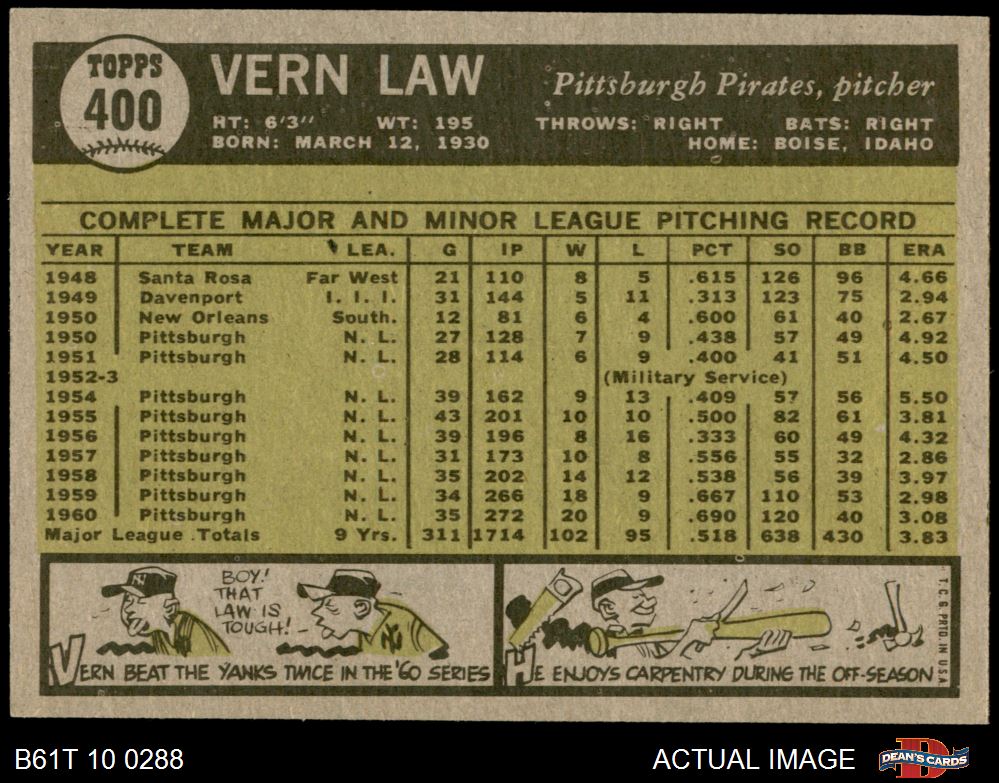 TOPPS
400
VERN LAW
Pittsburgh Pirates, pitcher
HT: 6'3" WT: 195 THROWS: RIGHT BATS: RIGHT
BORN: MARCH 12, 1930 HOME: BOISE, IDAHO
COMPLETE MAJOR AND MINOR LEAGUE PITCHING RECORD
YEAR TEAM LEA. G IP W L PCT SO BB ERA
1948 Santa Rosa Far West 21 110 8 5 .615 126 96 4.66
1949 Davenport I. I. I. 31 144 5 11 .313 123 75 2.94
1950 New Orleans South. 12 81 6 4 .600 61 40 2.67
1950 Pittsburgh N. L. 27 128 7 9 .438 57 49 4.92
1951 Pittsburgh N. L. 28 114 6 9 .400 41 51 4.50
1952-3 (Military Service)
1954 Pittsburgh N. L. 39 162 9 13 .409 57 56 5.50
1955 Pittsburgh N. L. 43 201 10 10 .500 82 61 3.81
1956 Pittsburgh N. L. 39 196 8 16 .333 60 49 4.32
1957 Pittsburgh N. L. 31 173 10 8 .556 55 32 2.86
1958 Pittsburgh N. L. 35 202 14 12 .538 56 39 3.97
1959 Pittsburgh N. L. 34 266 18 9 .667 110 53 2.98
1960 Pittsburgh N. L. 35 272 20 9 .690 120 40 3.08
Major League Totals 9 Yrs. 311 1714 102 95 .518 638 430 3.83
NY
BOY!
THAT
LAW IS
TOUGH!
NY
VERN BEAT THE YANKS TWICE IN THE '60 SERIES
HE ENJOYS CARPENTRY DURING THE OFF-SEASON
T. C. G. PRTD. IN U.S.A.
B61T 10 0288
ACTUAL IMAGE
DEAN'S CARDS